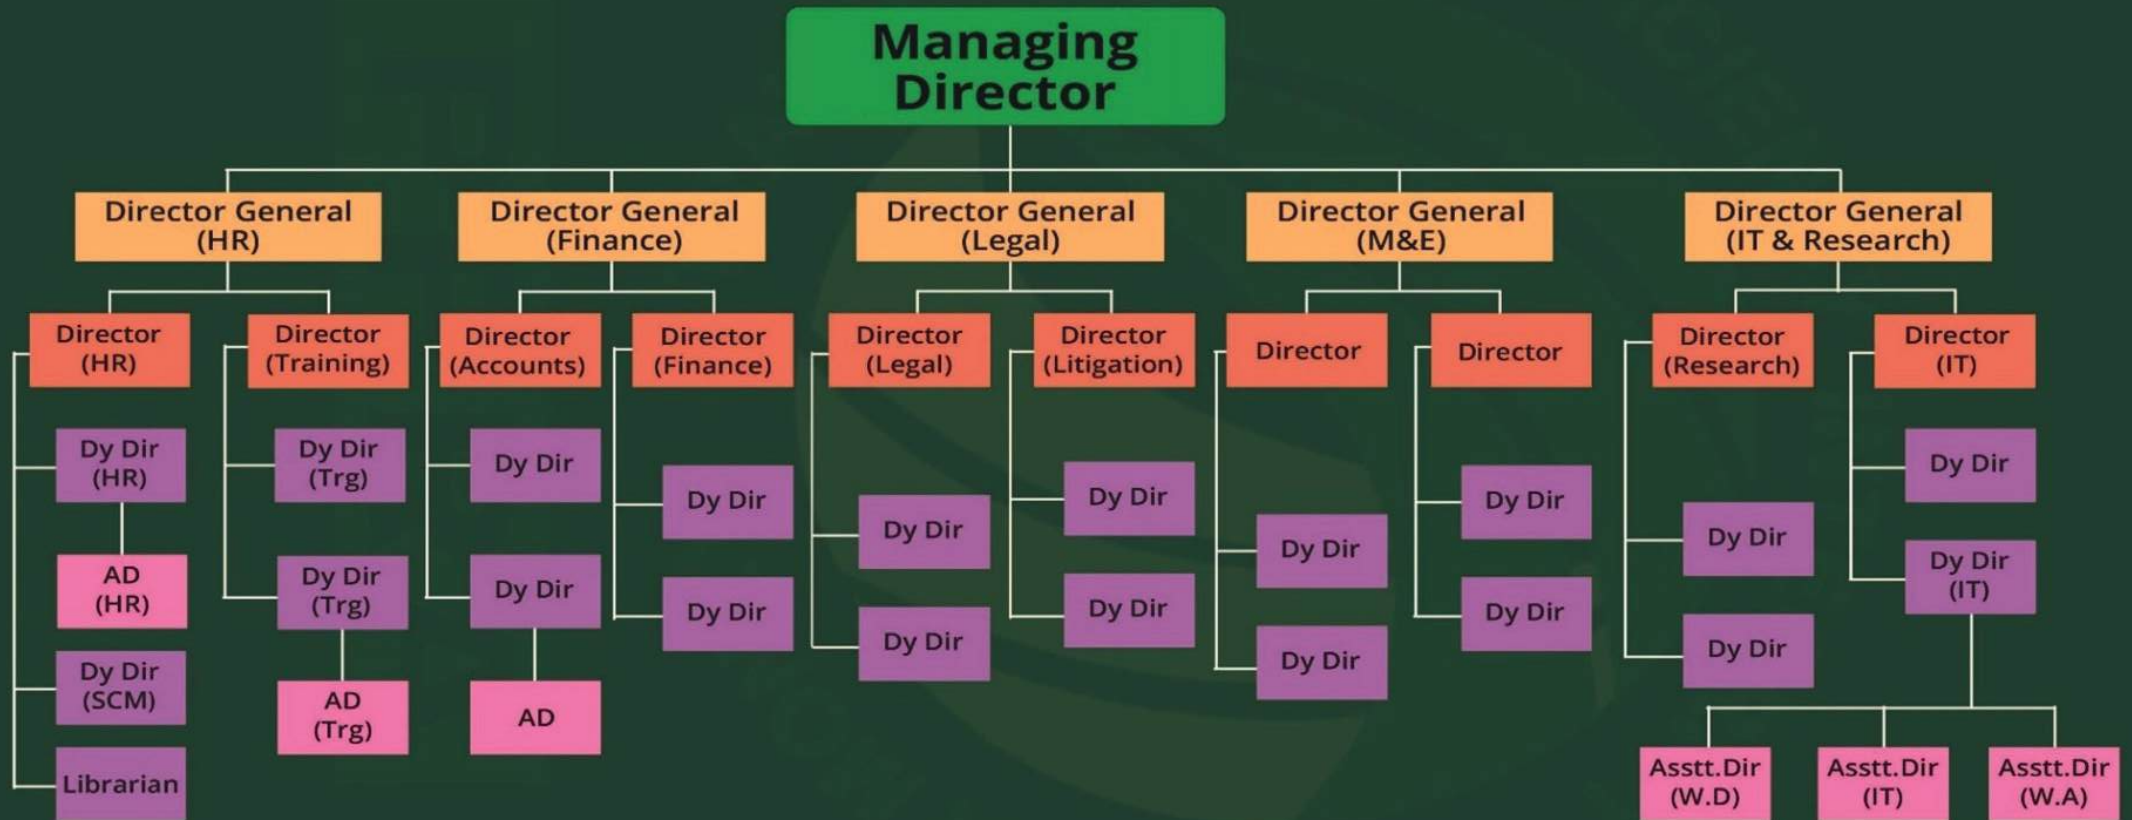 Managing
Director
Director General
(HR)
Director General
(Finance)
Director General
(Legal)
Director General
(M&E)
Director General
(IT & Research)
Director
(HR)
Director
(Training)
Director
(Accounts)
Director
(Finance)
Director
(Legal)
Director
(Litigation)
Director
Director
Director
(Research)
Director
(IT)
Dy Dir
(HR)
AD
(HR)
Dy Dir
(SCM)
Librarian
Dy Dir
(Trg)
Dy Dir
(Trg)
AD
(Trg)
Dy Dir
Dy Dir
AD
Dy Dir
Dy Dir
Dy Dir
Dy Dir
Dy Dir
Dy Dir
Dy Dir
Dy Dir
Dy Dir
Dy Dir
Dy Dir
Dy Dir
Dy Dir
Dy Dir
(IT)
Asstt.Dir
(W.D)
Asstt.Dir
(IT)
Asstt.Dir
(W.A)